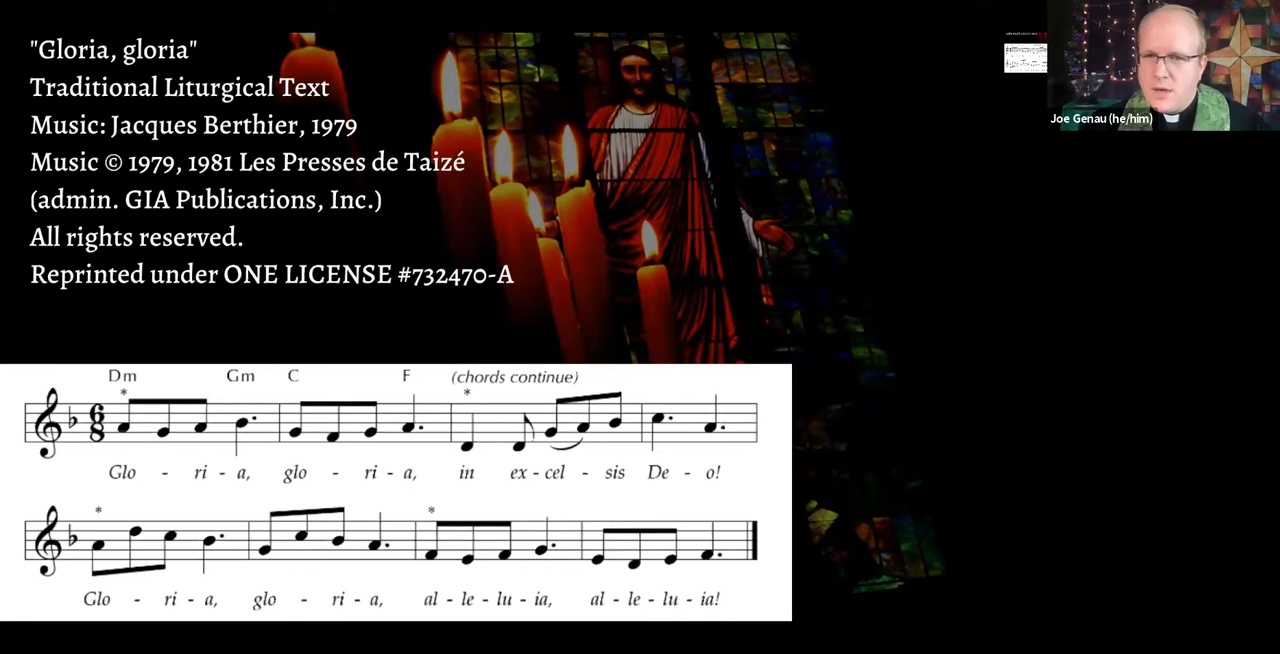 "Gloria, gloria"
Traditional Liturgical Text
Music: Jacques Berthier, 1979
Music © 1979, 1981 Les Presses de Taizé
(admin. GIA Publications, Inc.)
All rights reserved.
Reprinted under ONE LICENSE #732470-A
Joe Genau (he/him)
Dm Gm C F (chords continue)
* *
6
8
Glo - ri - a, glo - ri - a, in ex - cel - sis De - o!
* *
Glo - ri - a, glo - ri - a, al - le - lu - ia, al - le - lu - ia!